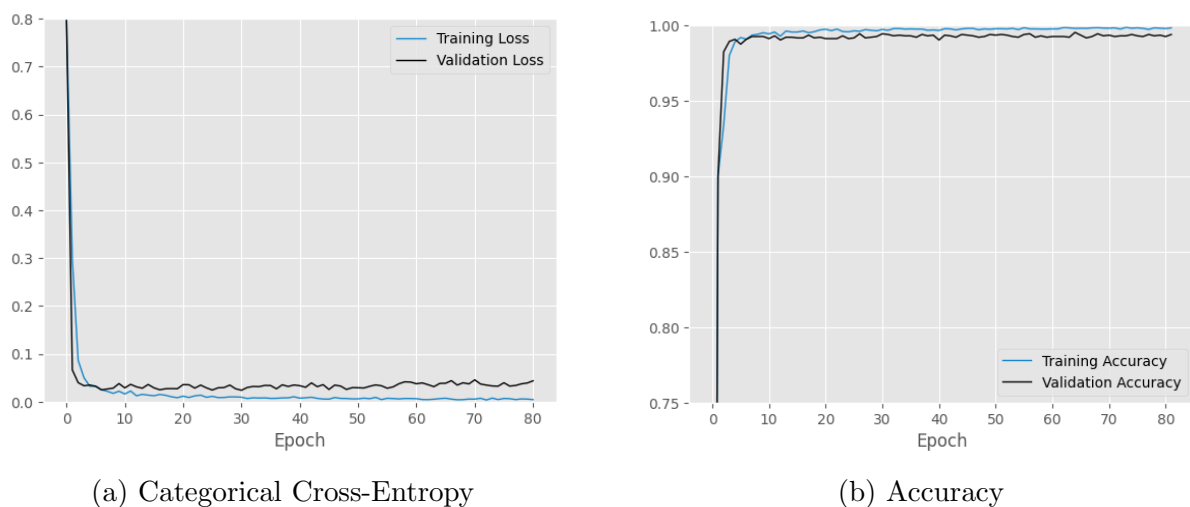 0.8
0.7
0.6
0.5
0.4
0.3
0.2
0.1
0.0
Training Loss
Validation Loss
0 10 20 30 40 50 60 70 80
Epoch
(a) Categorical Cross-Entropy
1.00
0.95
0.90
0.85
0.80
0.75
Training Accuracy
Validation Accuracy
0 10 20 30 40 50 60 70 80
Epoch
(b) Accuracy